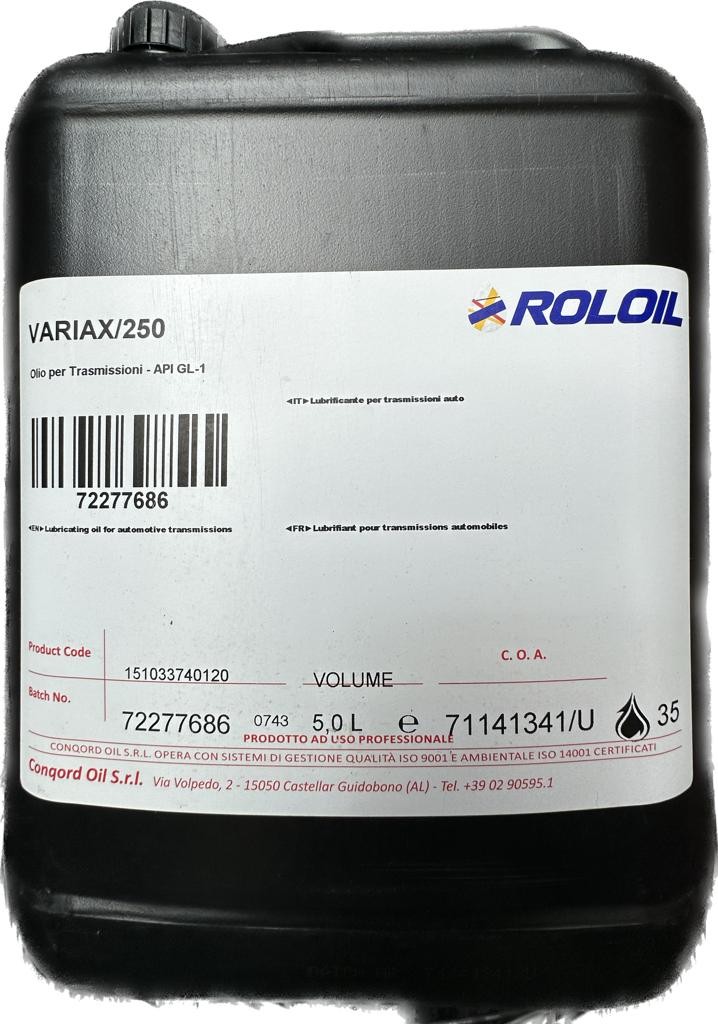 VARIAX/250
ROLOIL
Olio per Trasmissioni - API GL-1
◄IT►Lubrificante per trasmissioni auto
72277686
◄EN►Lubricating oil for automotive transmissions
◄FR►Lubrifiant pour transmissions automobiles
Product Code
151033740120
VOLUME
C. O. A.
Batch No.
72277686
0743
5,0 L
℮
71141341/U
35
PRODOTTO AD USO PROFESSIONALE
CONQORD OIL S.R.L. OPERA CON SISTEMI DI GESTIONE QUALITÀ ISO 9001 E AMBIENTALE ISO 14001 CERTIFICATI
Conqord Oil S.r.l. Via Volpedo, 2 - 15050 Castellar Guidobono (AL) - Tel. +39 02 90595.1